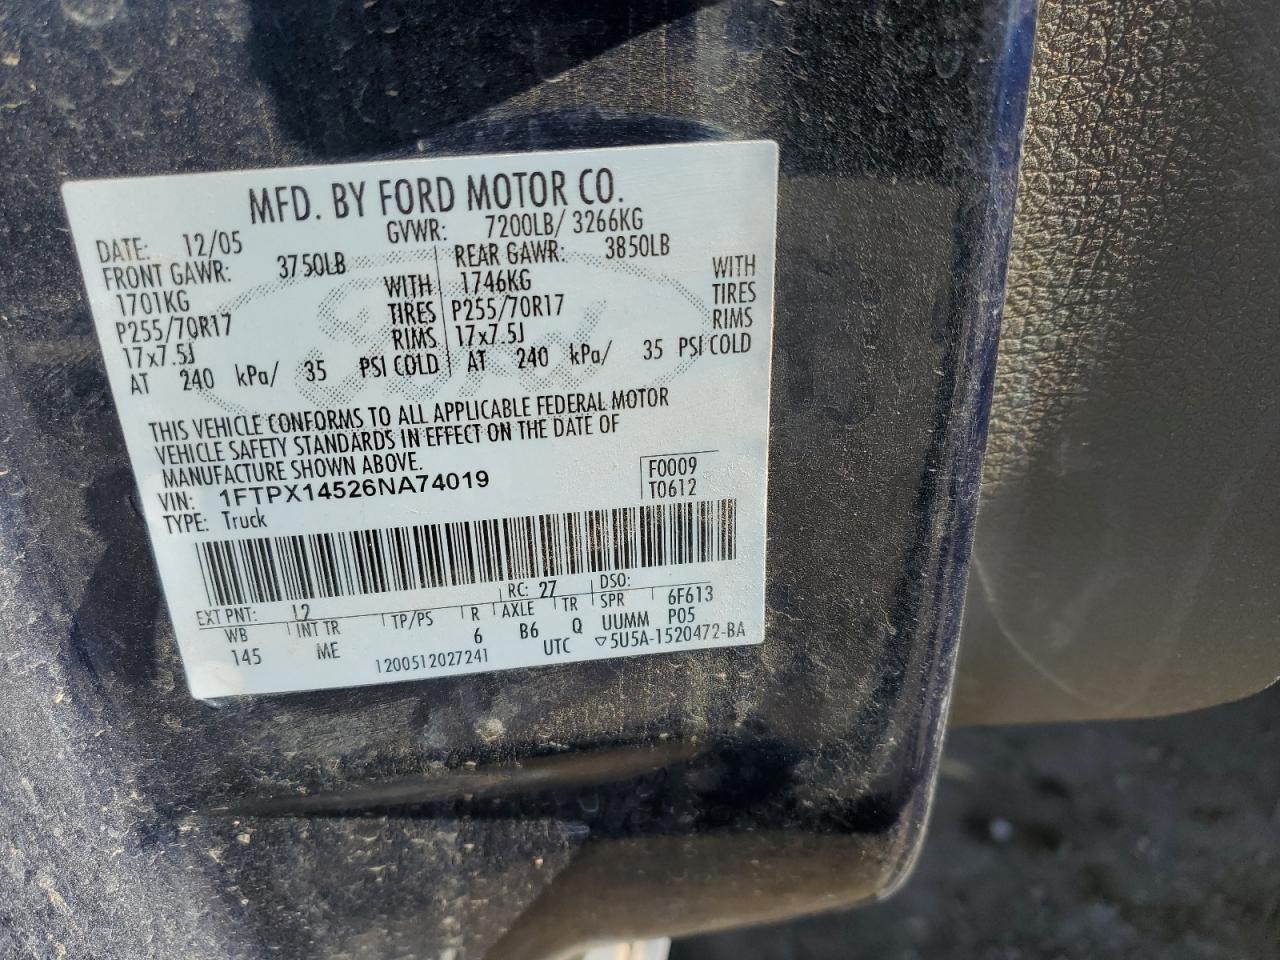 MFD. BY FORD MOTOR CO.
DATE: 12/05 GVWR: 7200LB/ 3266KG
FRONT GAWR: 3750LB REAR GAWR: 3850LB
1701KG WITH 1746KG WITH
P255/70R17 TIRES P255/70R17 TIRES
17x7.5J RIMS 17x7.5J RIMS
AT 240 kPa/ 35 PSI COLD AT 240 kPa/ 35 PSI COLD
THIS VEHICLE CONFORMS TO ALL APPLICABLE FEDERAL MOTOR
VEHICLE SAFETY STANDARDS IN EFFECT ON THE DATE OF
MANUFACTURE SHOWN ABOVE.
VIN: 1FTPX14526NA74019 F0009
TYPE: Truck T0612
EXT PNT: L2 RC: 27 DSO:
WB INT TR TP/PS R AXLE TR SPR 6F613
145 ME 6 B6 Q UUMM P05
1200512027241 UTC ▽5U5A-1520472-BA